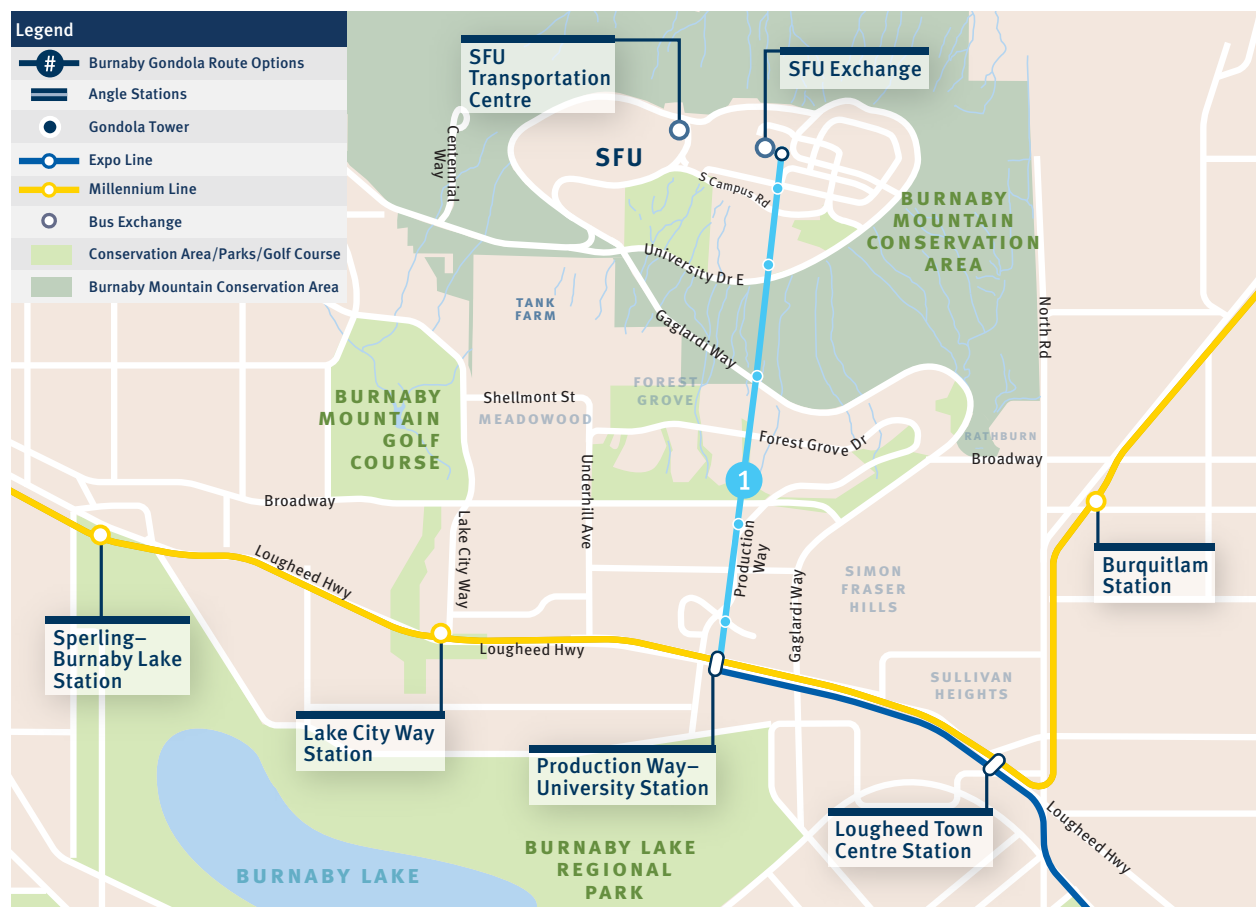 Legend
#
Burnaby Gondola Route Options
Angle Stations
Gondola Tower
Expo Line
Millennium Line
Bus Exchange
Conservation Area/Parks/Golf Course
Burnaby Mountain Conservation Area
SFU
Transportation
Centre
SFU Exchange
Centennial
Way
SFU
S Campus Rd
BURNABY
MOUNTAIN
CONSERVATION
AREA
University Dr E
TANK
FARM
Gaglardi Way
North Rd
FOREST
GROVE
Shellmont St
MEADOWOOD
BURNABY
MOUNTAIN
GOLF
COURSE
Forest Grove Dr
RATHBURN
Broadway
1
Broadway
Underhill Ave
Lake City Way
Production
Way
Gaglardi Way
Lougheed Hwy
SIMON
FRASER
HILLS
Burquitlam
Station
Sperling–
Burnaby Lake
Station
Lougheed Hwy
SULLIVAN
HEIGHTS
Lake City Way
Station
Production Way–
University Station
Lougheed Town
Centre Station
Lougheed Hwy
BURNABY LAKE
BURNABY LAKE
REGIONAL
PARK